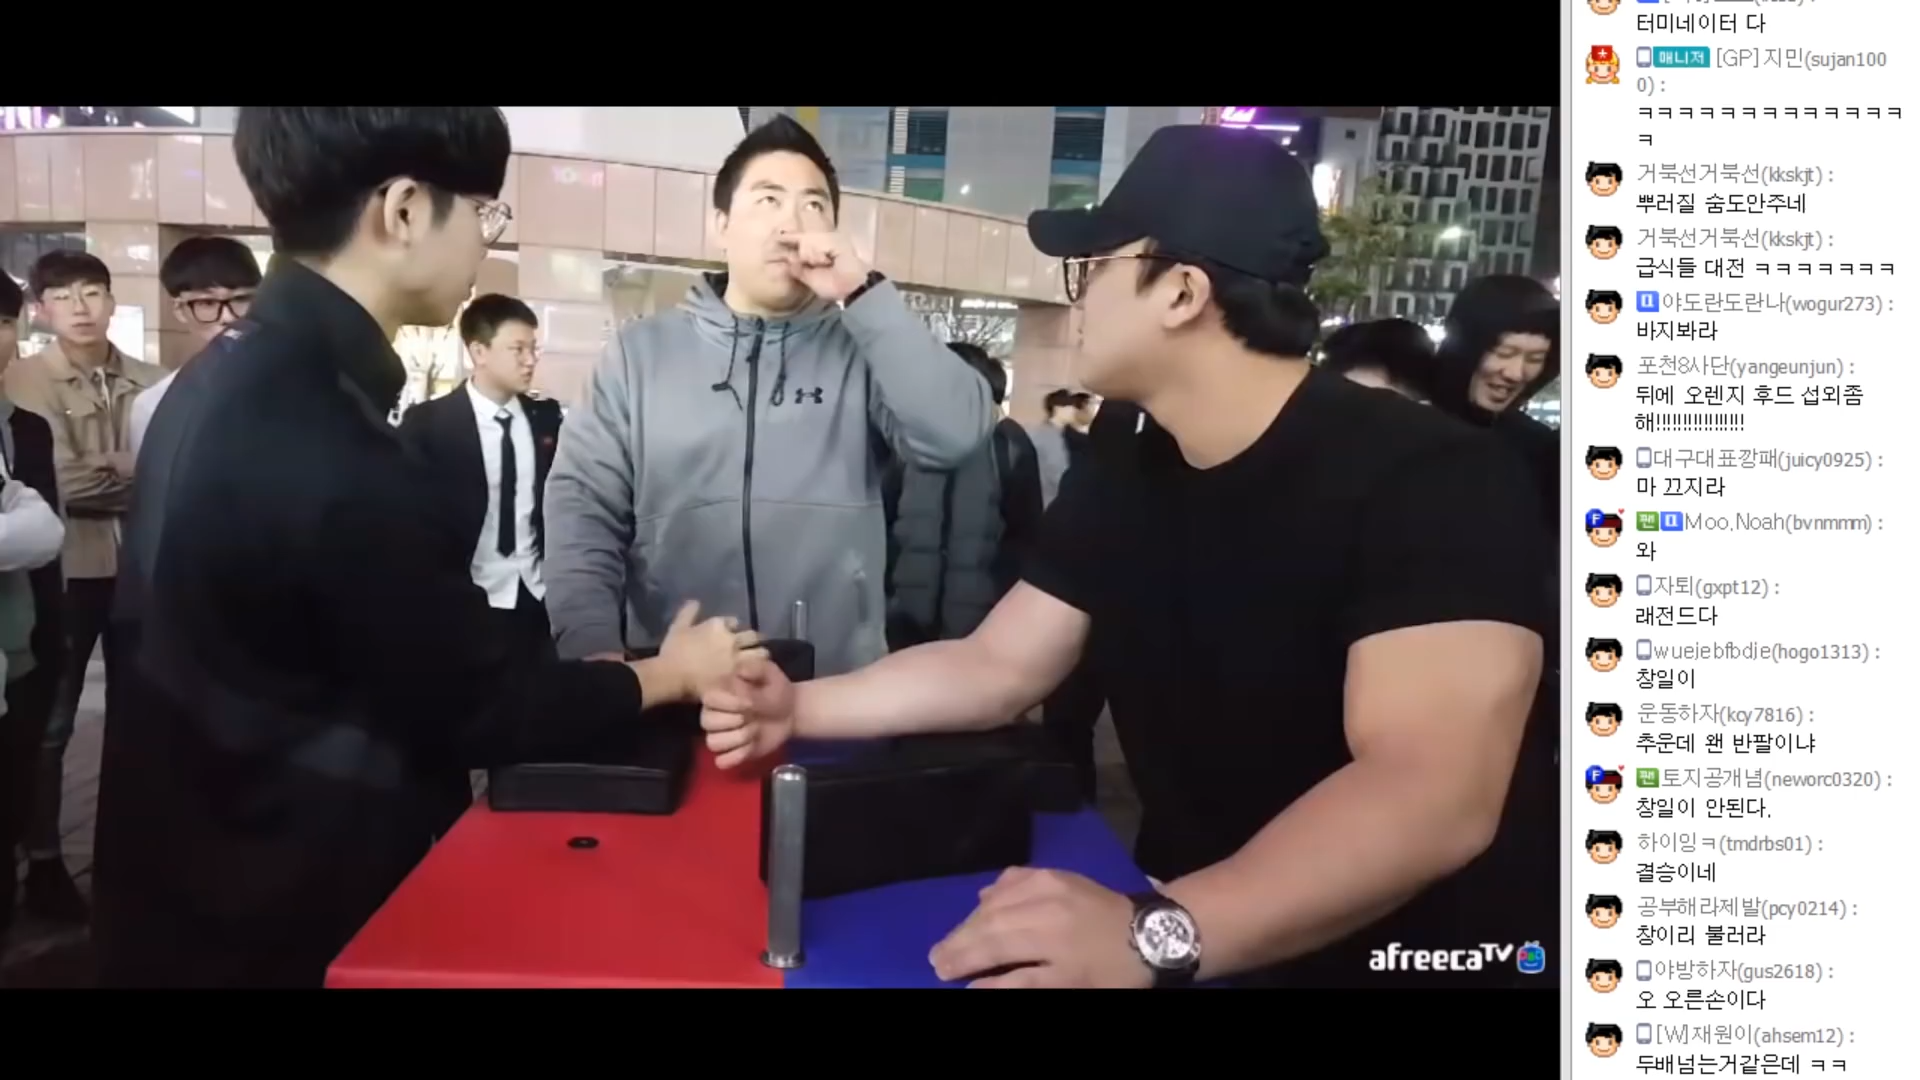 터미네이터 다
매니저 [GP]지민(sujan100
0) :
ㅋㅋㅋㅋㅋㅋㅋㅋㅋㅋㅋㅋㅋ
ㅋ
거북선거북선(kkskjt) :
뿌러질 숨도안주네
거북선거북선(kkskjt) :
급식들 대전 ㅋㅋㅋㅋㅋㅋㅋ
야도란도란나(wogur273) :
바지봐라
포천8사단(yangeunjun) :
뒤에 오렌지 후드 섭외좀
해!!!!!!!!!!!!!!!!
대구대표깡패(juicy0925) :
마 끄지라
팬 Moo.Noah(bvnmmm) :
와
자퇴(gxpt12) :
래전드다
wuejebfbdje(hogo1313) :
창일이
운동하자(kcy7816) :
추운데 왠 반팔이냐
팬 토지공개념(neworc0320) :
창일이 안된다.
하이잉ㅋ(tmdrbs01) :
결승이네
공부해라제발(pcy0214) :
창이리 불러라
야방하자(gus2618) :
오 오른손이다
[W]재원이(ahsem12) :
두배넘는거같은데 ㅋㅋ
afreecaTV